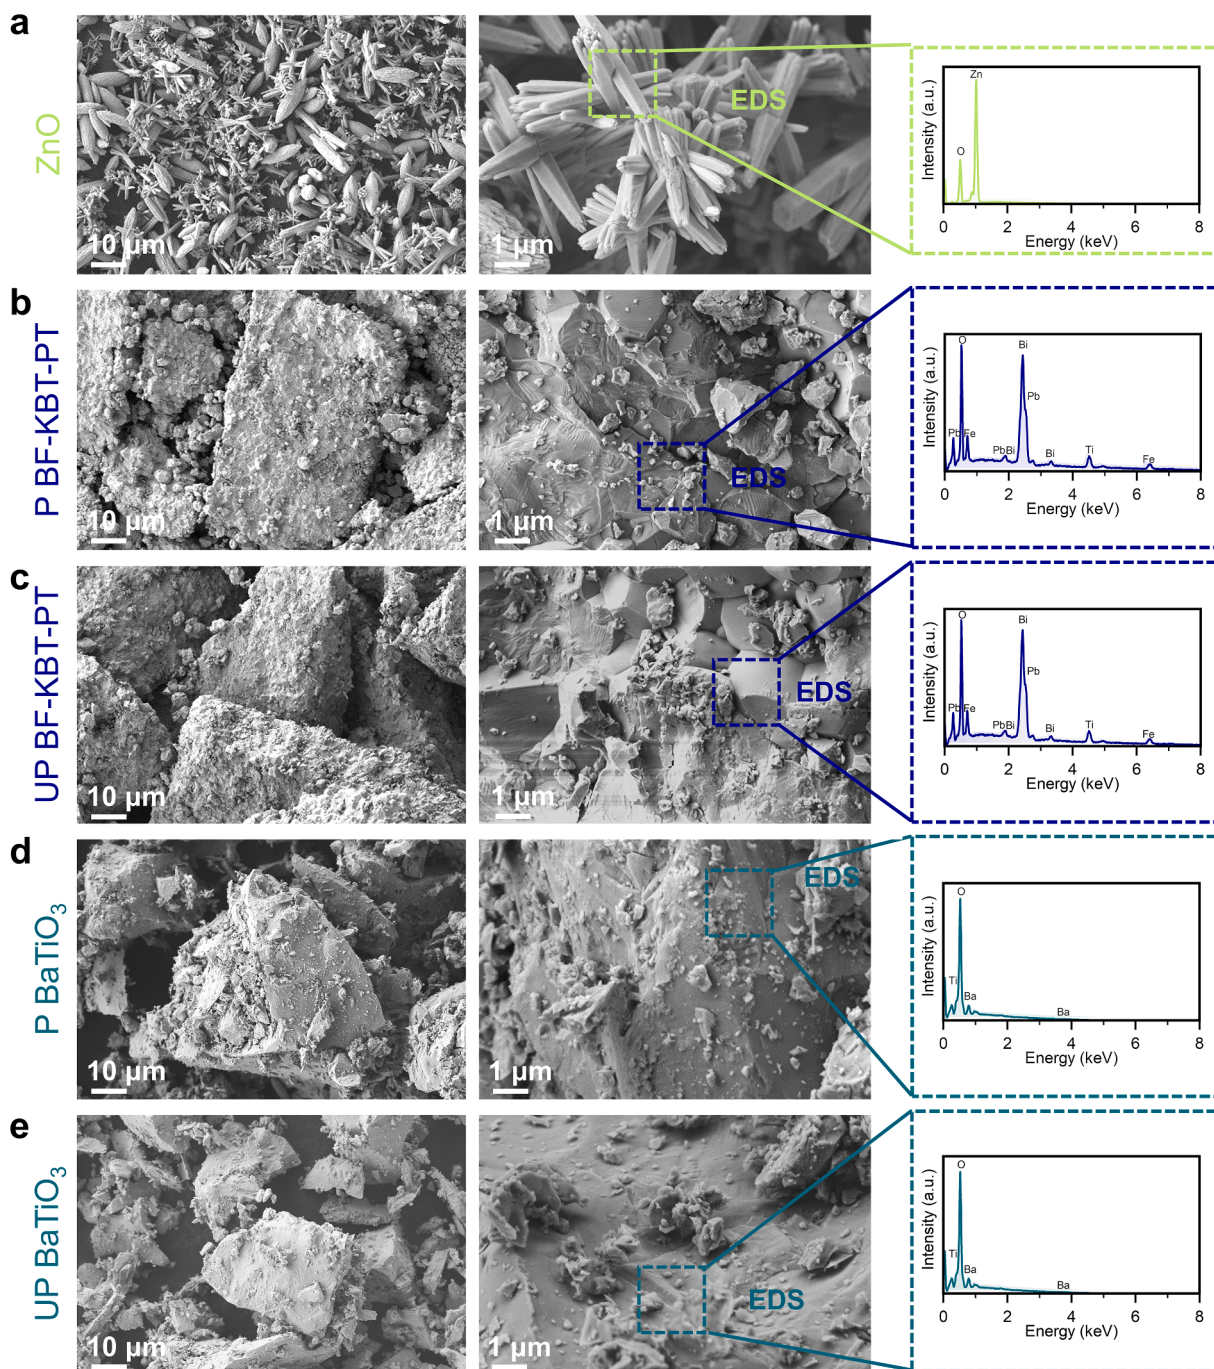 a
ZnO
10 µm
1 µm
EDS
Intensity (a.u.)
Zn
O
0 2 4 6 8
Energy (keV)
b
P BF-KBT-PT
10 µm
1 µm
EDS
Intensity (a.u.)
O
Bi
Pb
Pb Fe
PbBi
Bi
Ti
Fe
0 2 4 6 8
Energy (keV)
c
UP BF-KBT-PT
10 µm
1 µm
EDS
Intensity (a.u.)
O
Bi
Pb
Pb Fe
PbBi
Bi
Ti
Fe
0 2 4 6 8
Energy (keV)
d
P BaTiO3
10 µm
1 µm
EDS
Intensity (a.u.)
O
Ti
Ba
Ba
0 2 4 6 8
Energy (keV)
e
UP BaTiO3
10 µm
1 µm
EDS
Intensity (a.u.)
O
Ti
Ba
Ba
0 2 4 6 8
Energy (keV)